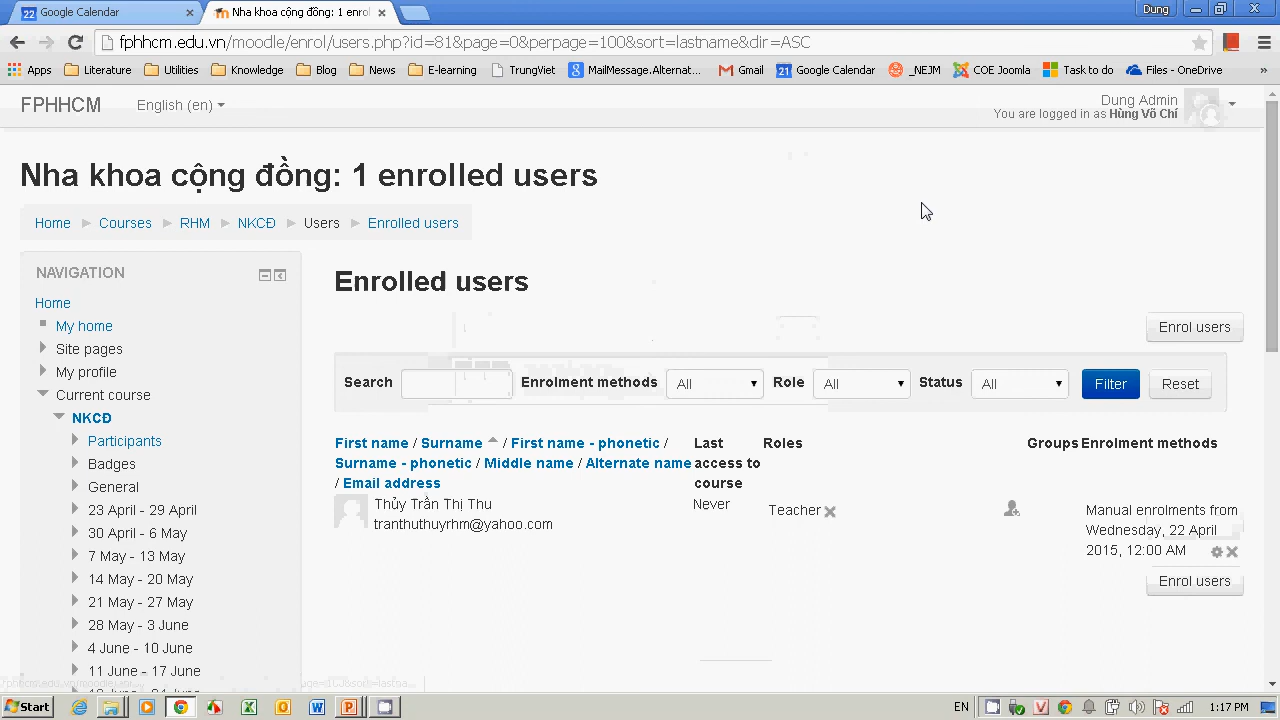 Google Calendar
Nha khoa cộng đồng: 1 enrol
Dung
fphhcm.edu.vn/moodle/enrol/users.php?id=81&page=0&perpage=100&sort=lastname&dir=ASC
Apps Literature Utilities Knowledge Blog News E-learning TrungViet MailMessage.Alternat... Gmail Google Calendar _NEJM COE Joomla Task to do Files - OneDrive »
FPHHCM English (en)
Dung Admin
You are logged in as Hùng Võ Chí
Nha khoa cộng đồng: 1 enrolled users
Home Courses RHM NKCĐ Users Enrolled users
NAVIGATION
Home
My home
Site pages
My profile
Current course
NKCĐ
Participants
Badges
General
23 April - 29 April
30 April - 6 May
7 May - 13 May
14 May - 20 May
21 May - 27 May
28 May - 3 June
4 June - 10 June
11 June - 17 June
Enrolled users
Enrol users
Search Enrolment methods All Role All Status All Filter Reset
First name / Surname / First name - phonetic /
Surname - phonetic / Middle name / Alternate name
/ Email address
Last
access to
course
Roles
Groups
Enrolment methods
Thủy Trần Thị Thu
tranthuthuyrhm@yahoo.com
Never
Teacher
Manual enrolments from
Wednesday, 22 April
2015, 12:00 AM
Enrol users
Start
EN
1:17 PM